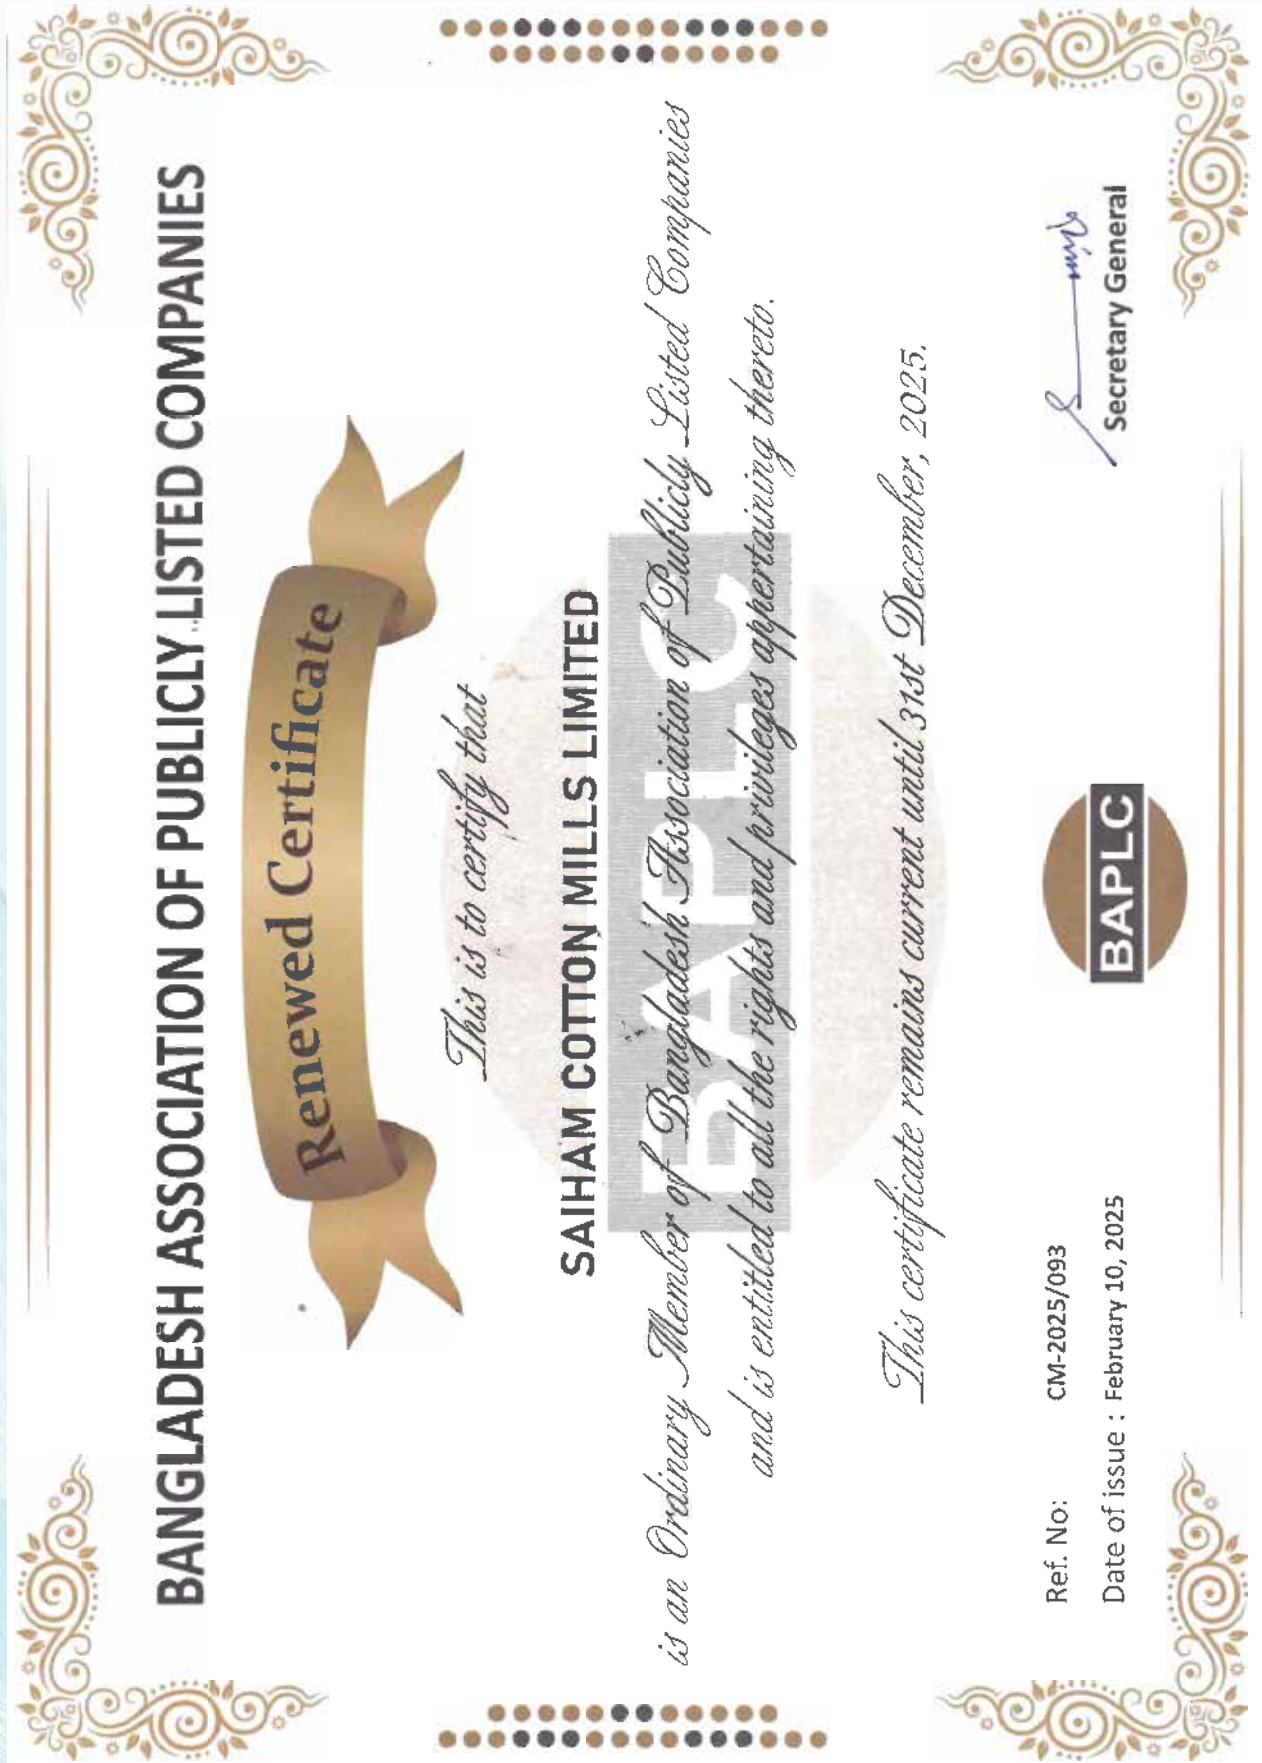 BANGLADESH ASSOCIATION OF PUBLICLY LISTED COMPANIES
Renewed Certificate
This is to certify that
SAIHAM COTTON MILLS LIMITED
is an Ordinary Member of Bangladesh Association of Publicly Listed Companies
and is entitled to all the rights and privileges appertaining thereto.
BAPLC
This certificate remains current until 31st December, 2025.
Ref. No: CM-2025/093
Date of issue : February 10, 2025
BAPLC
Secretary General